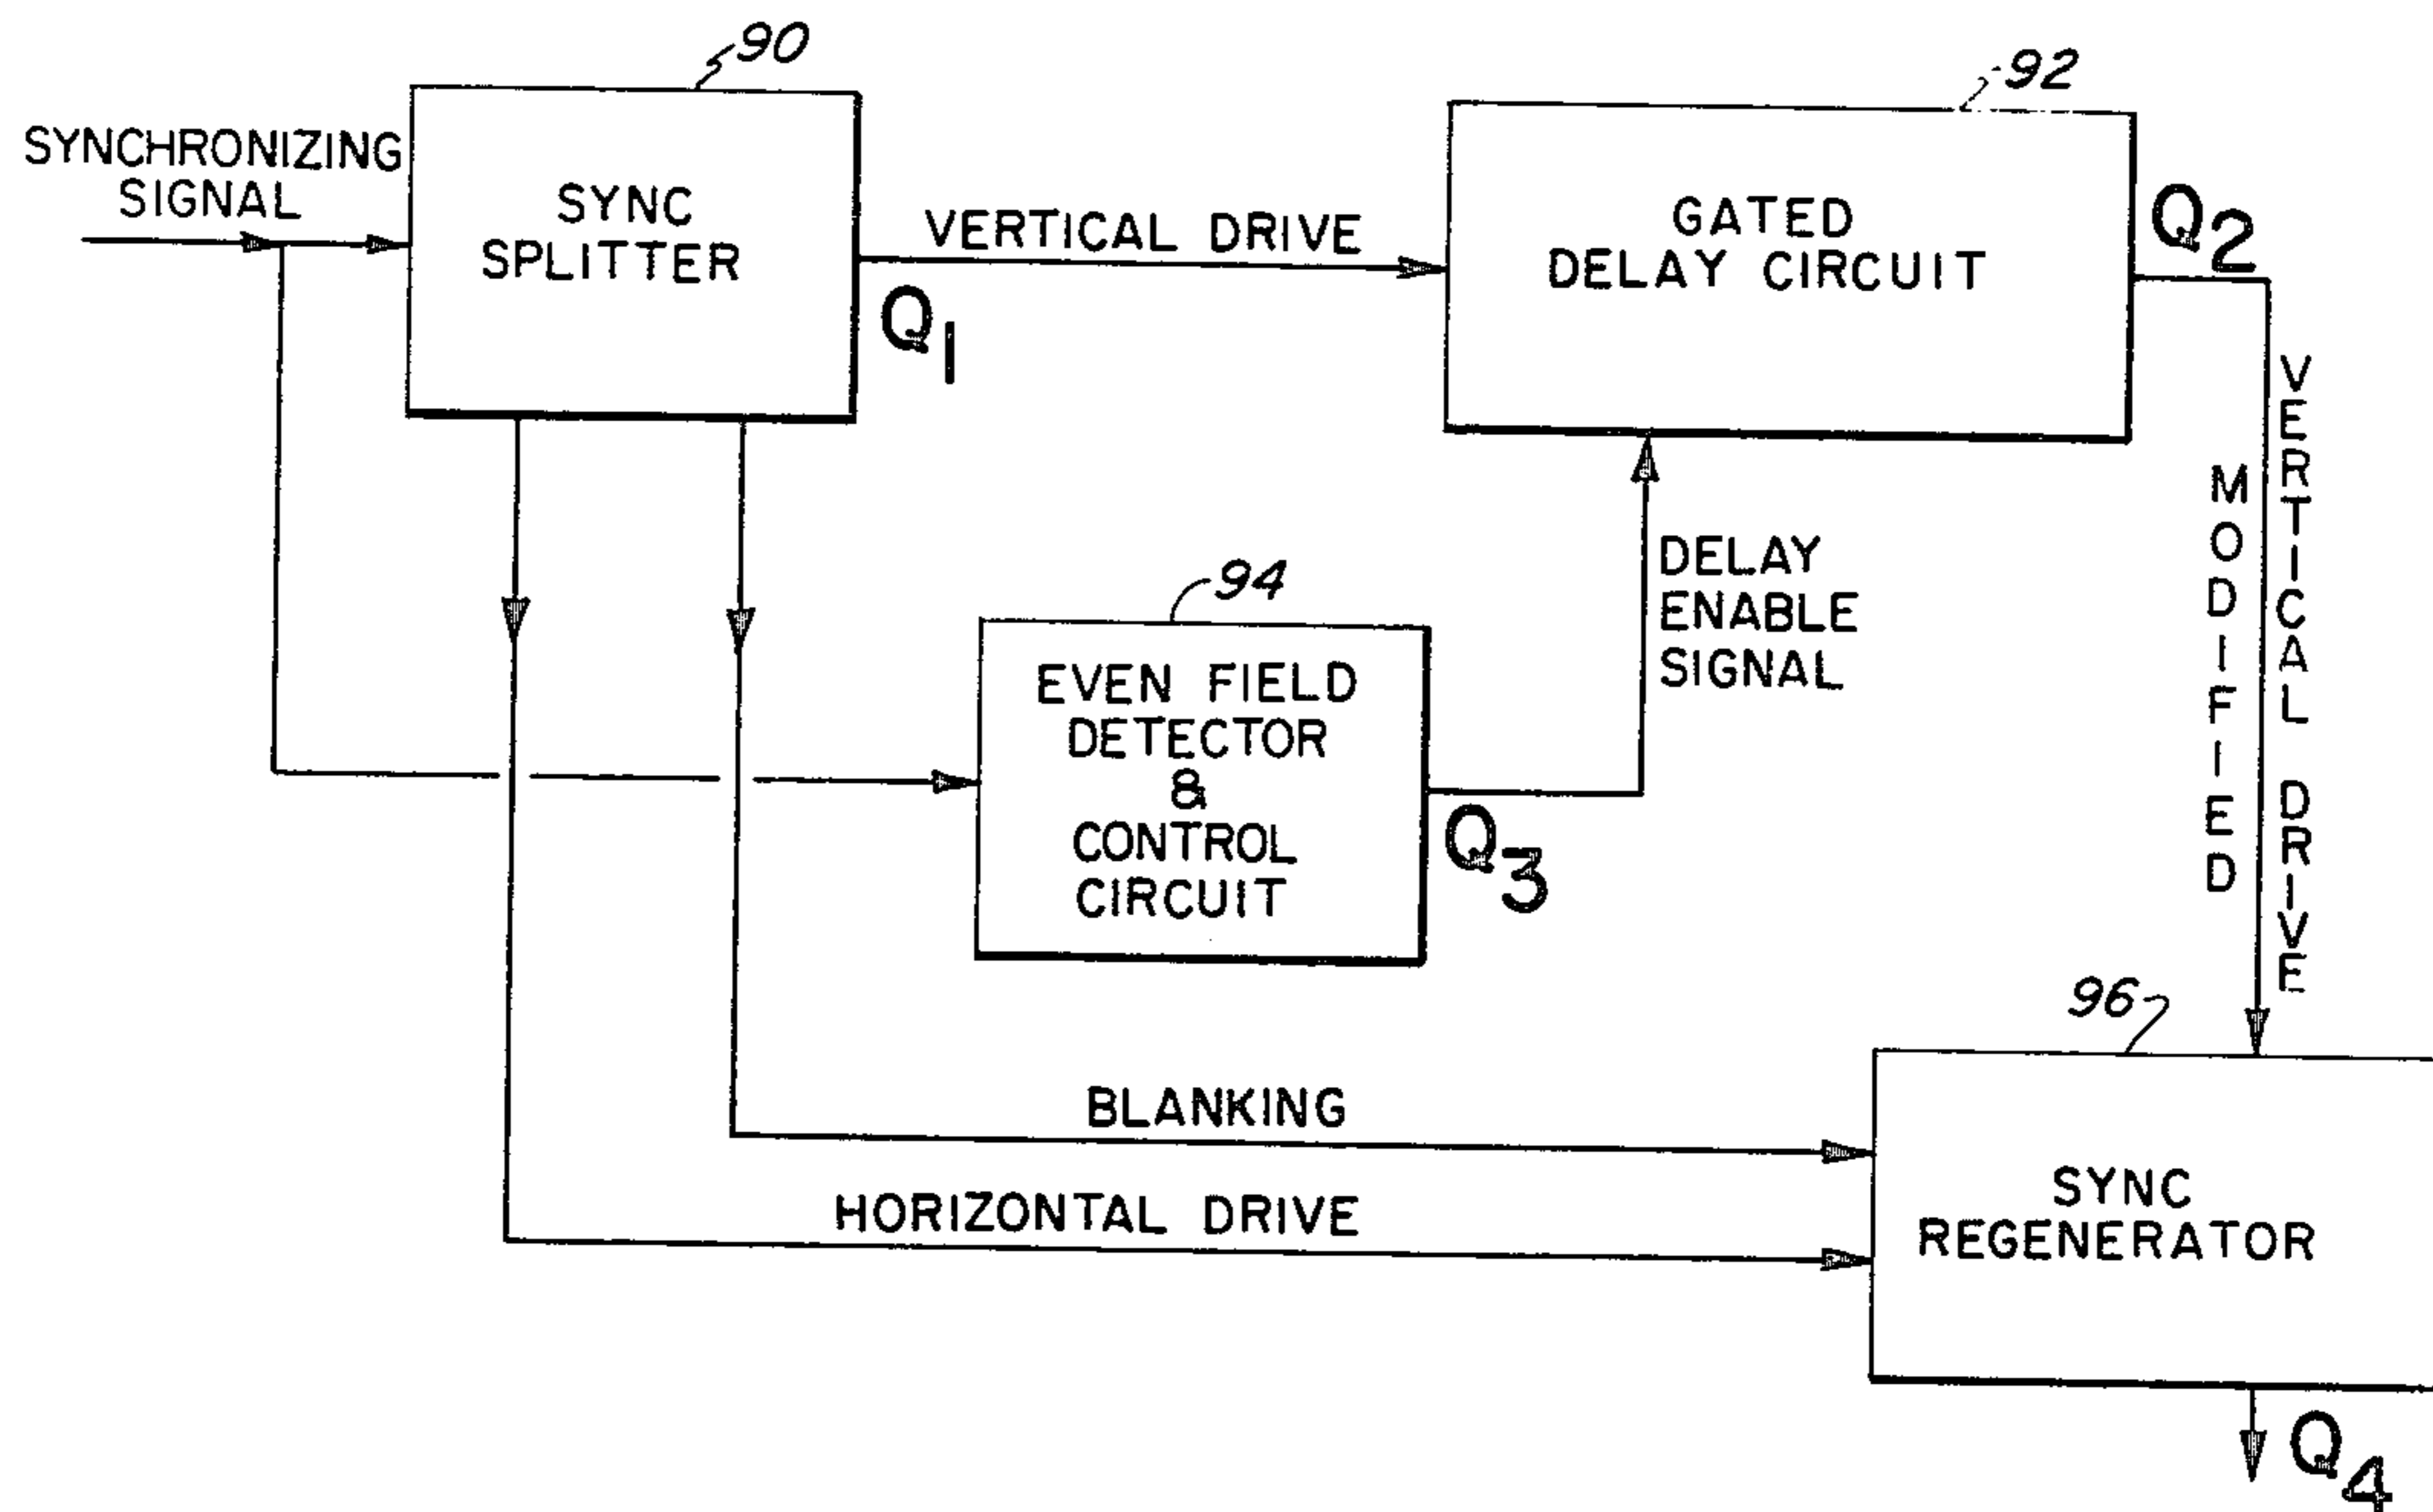 90
92
SYNCHRONIZING
SIGNAL
SYNC
SPLITTER
VERTICAL DRIVE
Q1
GATED
DELAY CIRCUIT
Q2
MODIFIED
VERTICAL DRIVE
DELAY
ENABLE
SIGNAL
94
EVEN FIELD
DETECTOR
&
CONTROL
CIRCUIT
Q3
96
BLANKING
HORIZONTAL DRIVE
SYNC
REGENERATOR
Q4